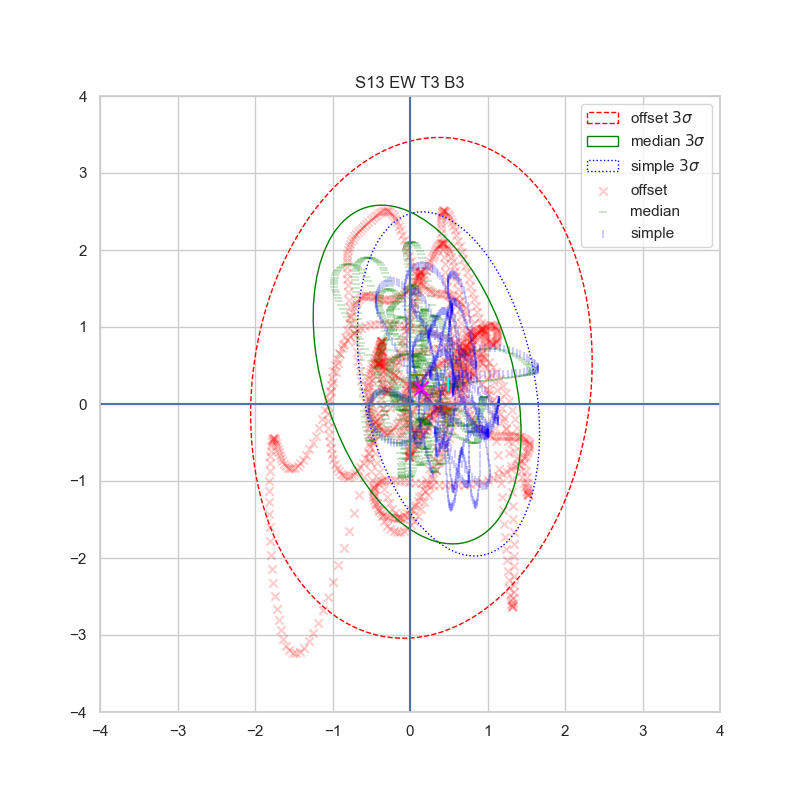 S13 EW T3 B3
offset 3σ
median 3σ
simple 3σ
offset
median
simple
4
3
2
1
0
−1
−2
−3
−4
−4 −3 −2 −1 0 1 2 3 4